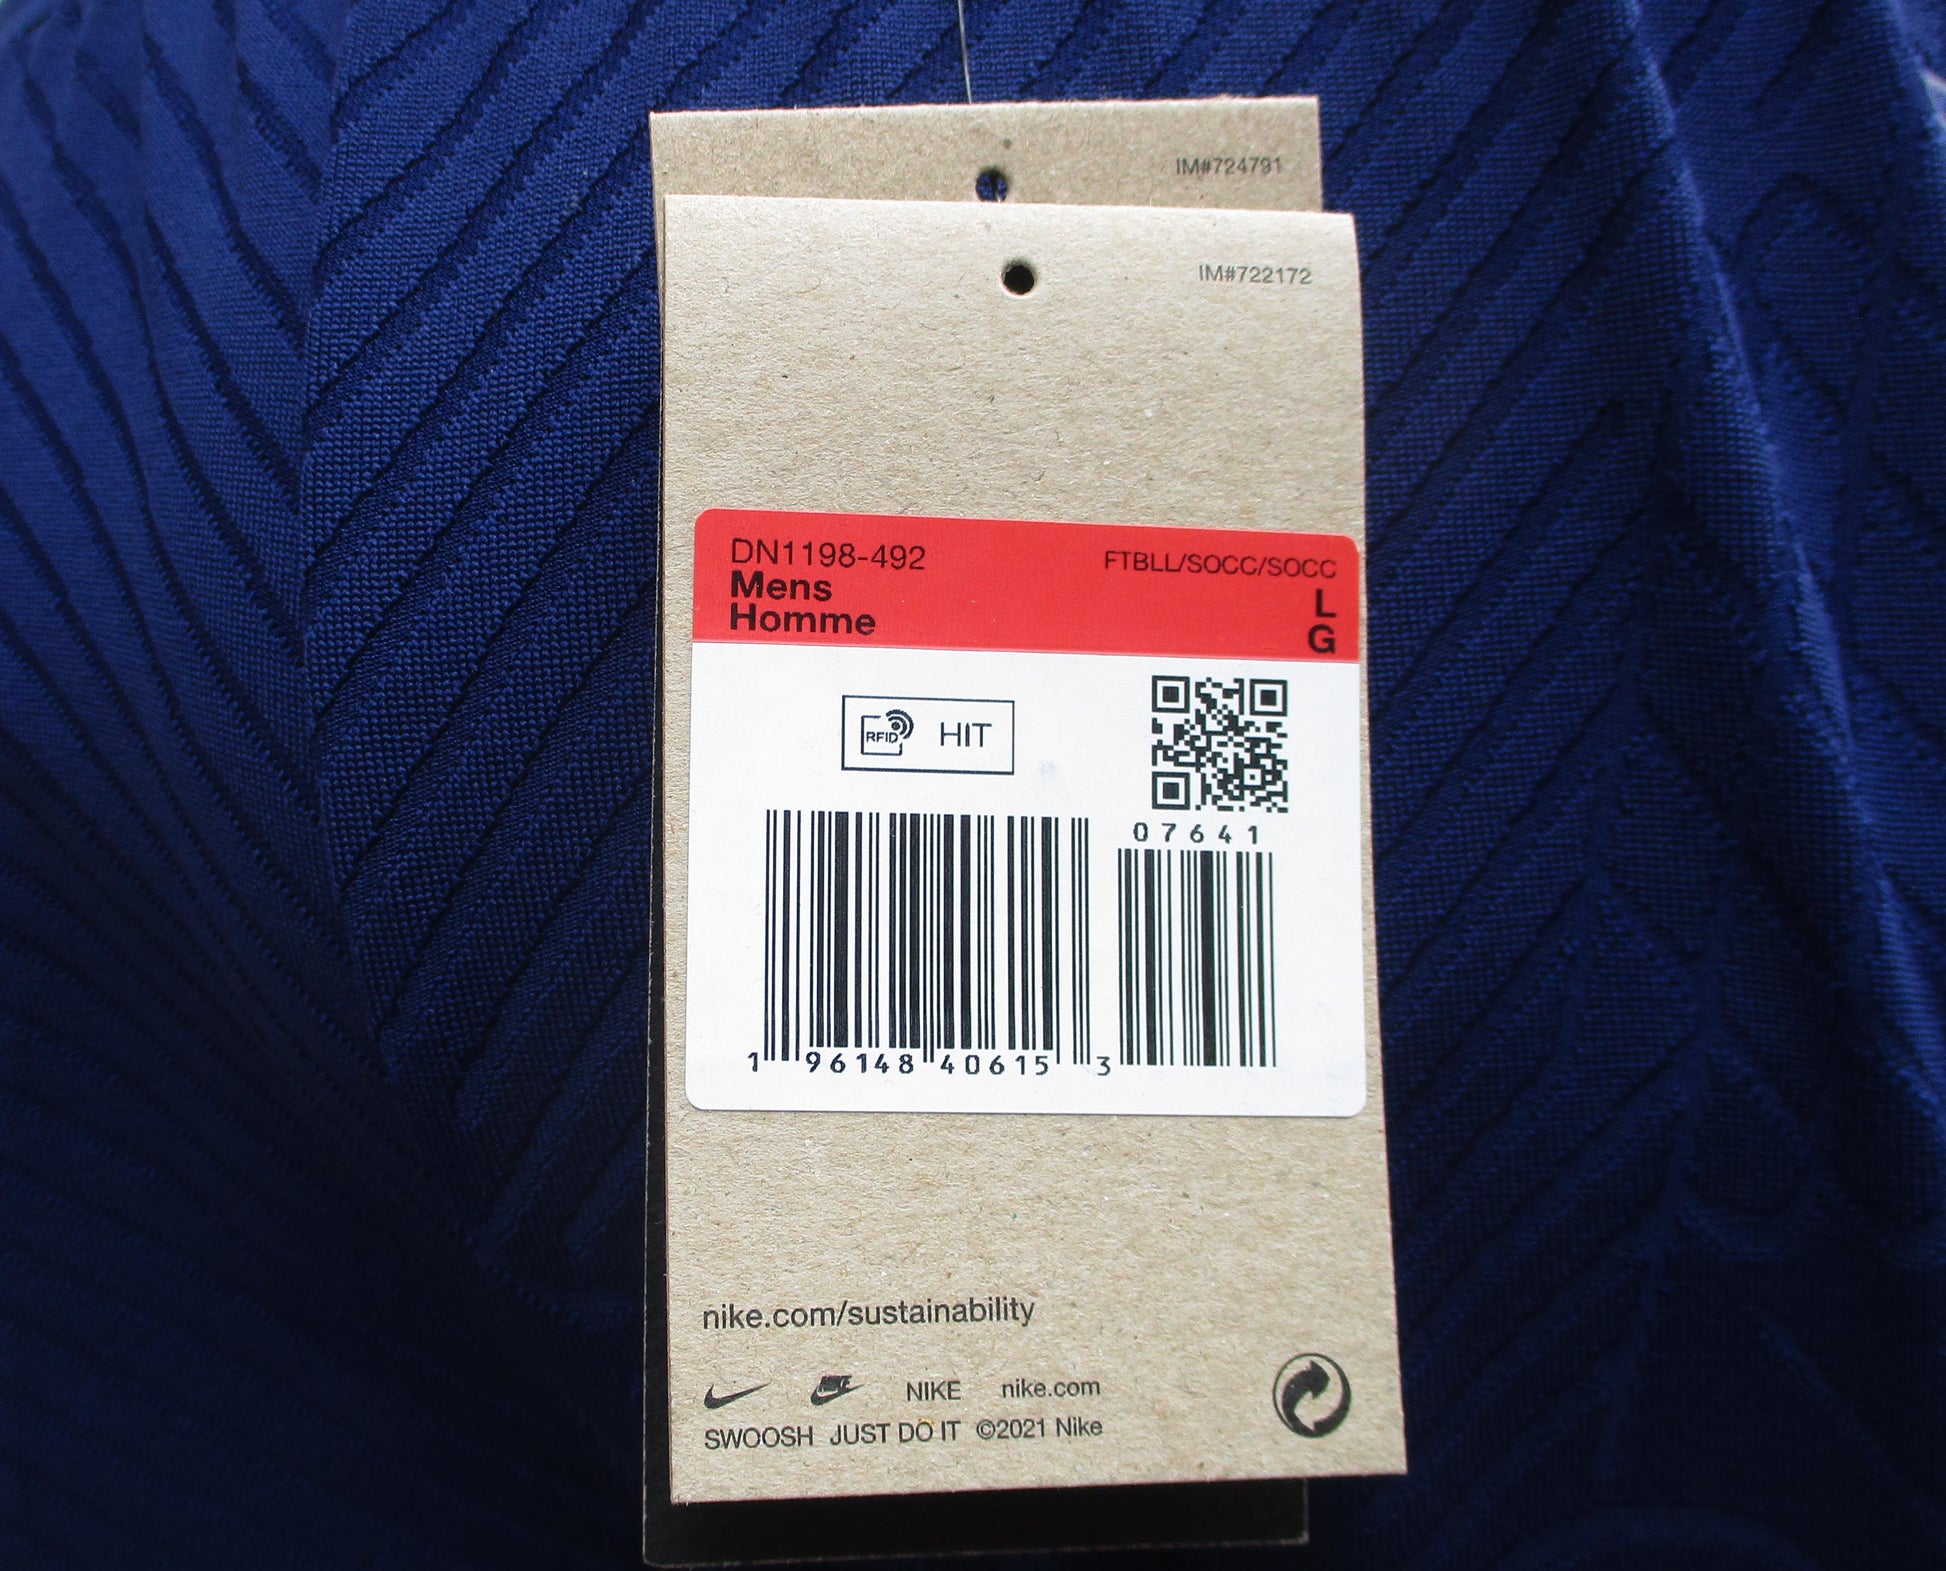 IM#724791
IM#722172
DN1198-492 FTBLL/SOCC/SOCC
Mens L
Homme G
RFID HIT
07641
1 96148 40615 3
nike.com/sustainability
NIKE nike.com
SWOOSH JUST DO IT ©2021 Nike